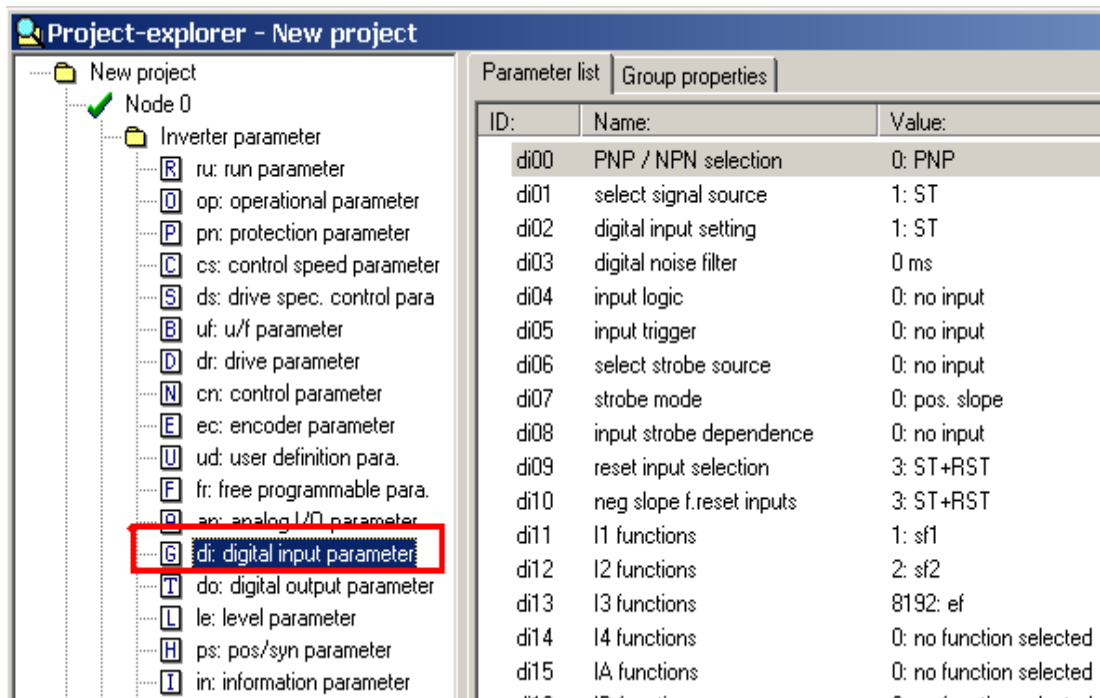 Project-explorer - New project
New project
Node 0
Inverter parameter
R ru: run parameter
O op: operational parameter
P pn: protection parameter
C cs: control speed parameter
S ds: drive spec. control para
B uf: u/f parameter
D dr: drive parameter
N cn: control parameter
E ec: encoder parameter
U ud: user definition para.
F fr: free programmable para.
A an: analog I/O parameter
G di: digital input parameter
T do: digital output parameter
L le: level parameter
H ps: pos/syn parameter
I in: information parameter
Parameter list Group properties
ID: Name: Value:
di00 PNP / NPN selection 0: PNP
di01 select signal source 1: ST
di02 digital input setting 1: ST
di03 digital noise filter 0 ms
di04 input logic 0: no input
di05 input trigger 0: no input
di06 select strobe source 0: no input
di07 strobe mode 0: pos. slope
di08 input strobe dependence 0: no input
di09 reset input selection 3: ST+RST
di10 neg slope f.reset inputs 3: ST+RST
di11 I1 functions 1: sf1
di12 I2 functions 2: sf2
di13 I3 functions 8192: ef
di14 I4 functions 0: no function selected
di15 IA functions 0: no function selected